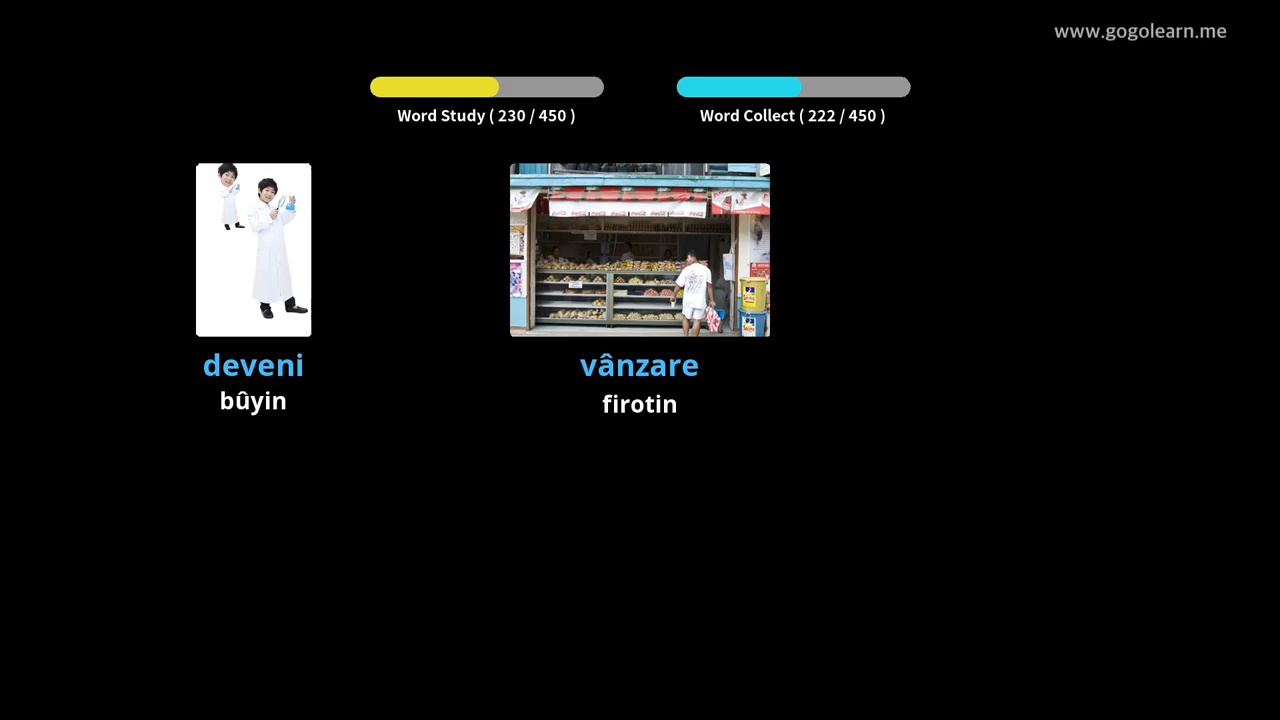 www.gogolearn.me
Word Study ( 230 / 450 )
Word Collect ( 222 / 450 )
deveni
bûyin
vânzare
firotin